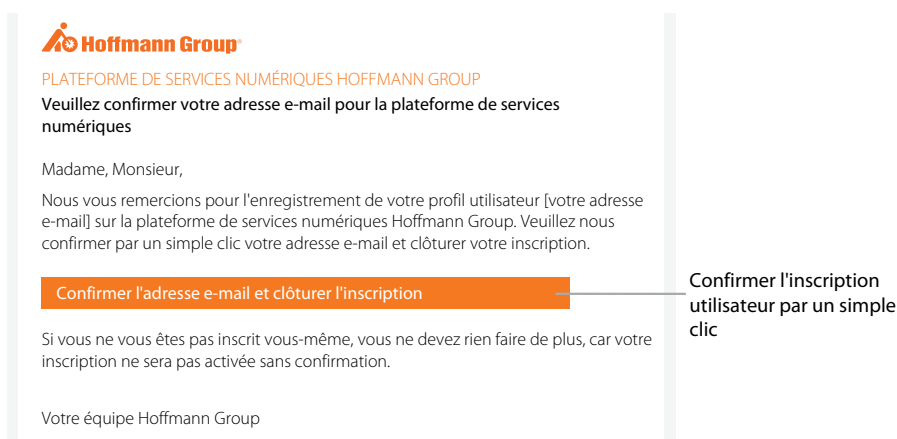 Hoffmann Group
PLATEFORME DE SERVICES NUMÉRIQUES HOFFMANN GROUP
Veuillez confirmer votre adresse e-mail pour la plateforme de services
numériques
Madame, Monsieur,
Nous vous remercions pour l'enregistrement de votre profil utilisateur [votre adresse
e-mail] sur la plateforme de services numériques Hoffmann Group. Veuillez nous
confirmer par un simple clic votre adresse e-mail et clôturer votre inscription.
Confirmer l'adresse e-mail et clôturer l'inscription
Confirmer l'inscription
utilisateur par un simple
clic
Si vous ne vous êtes pas inscrit vous-même, vous ne devez rien faire de plus, car votre
inscription ne sera pas activée sans confirmation.
Votre équipe Hoffmann Group